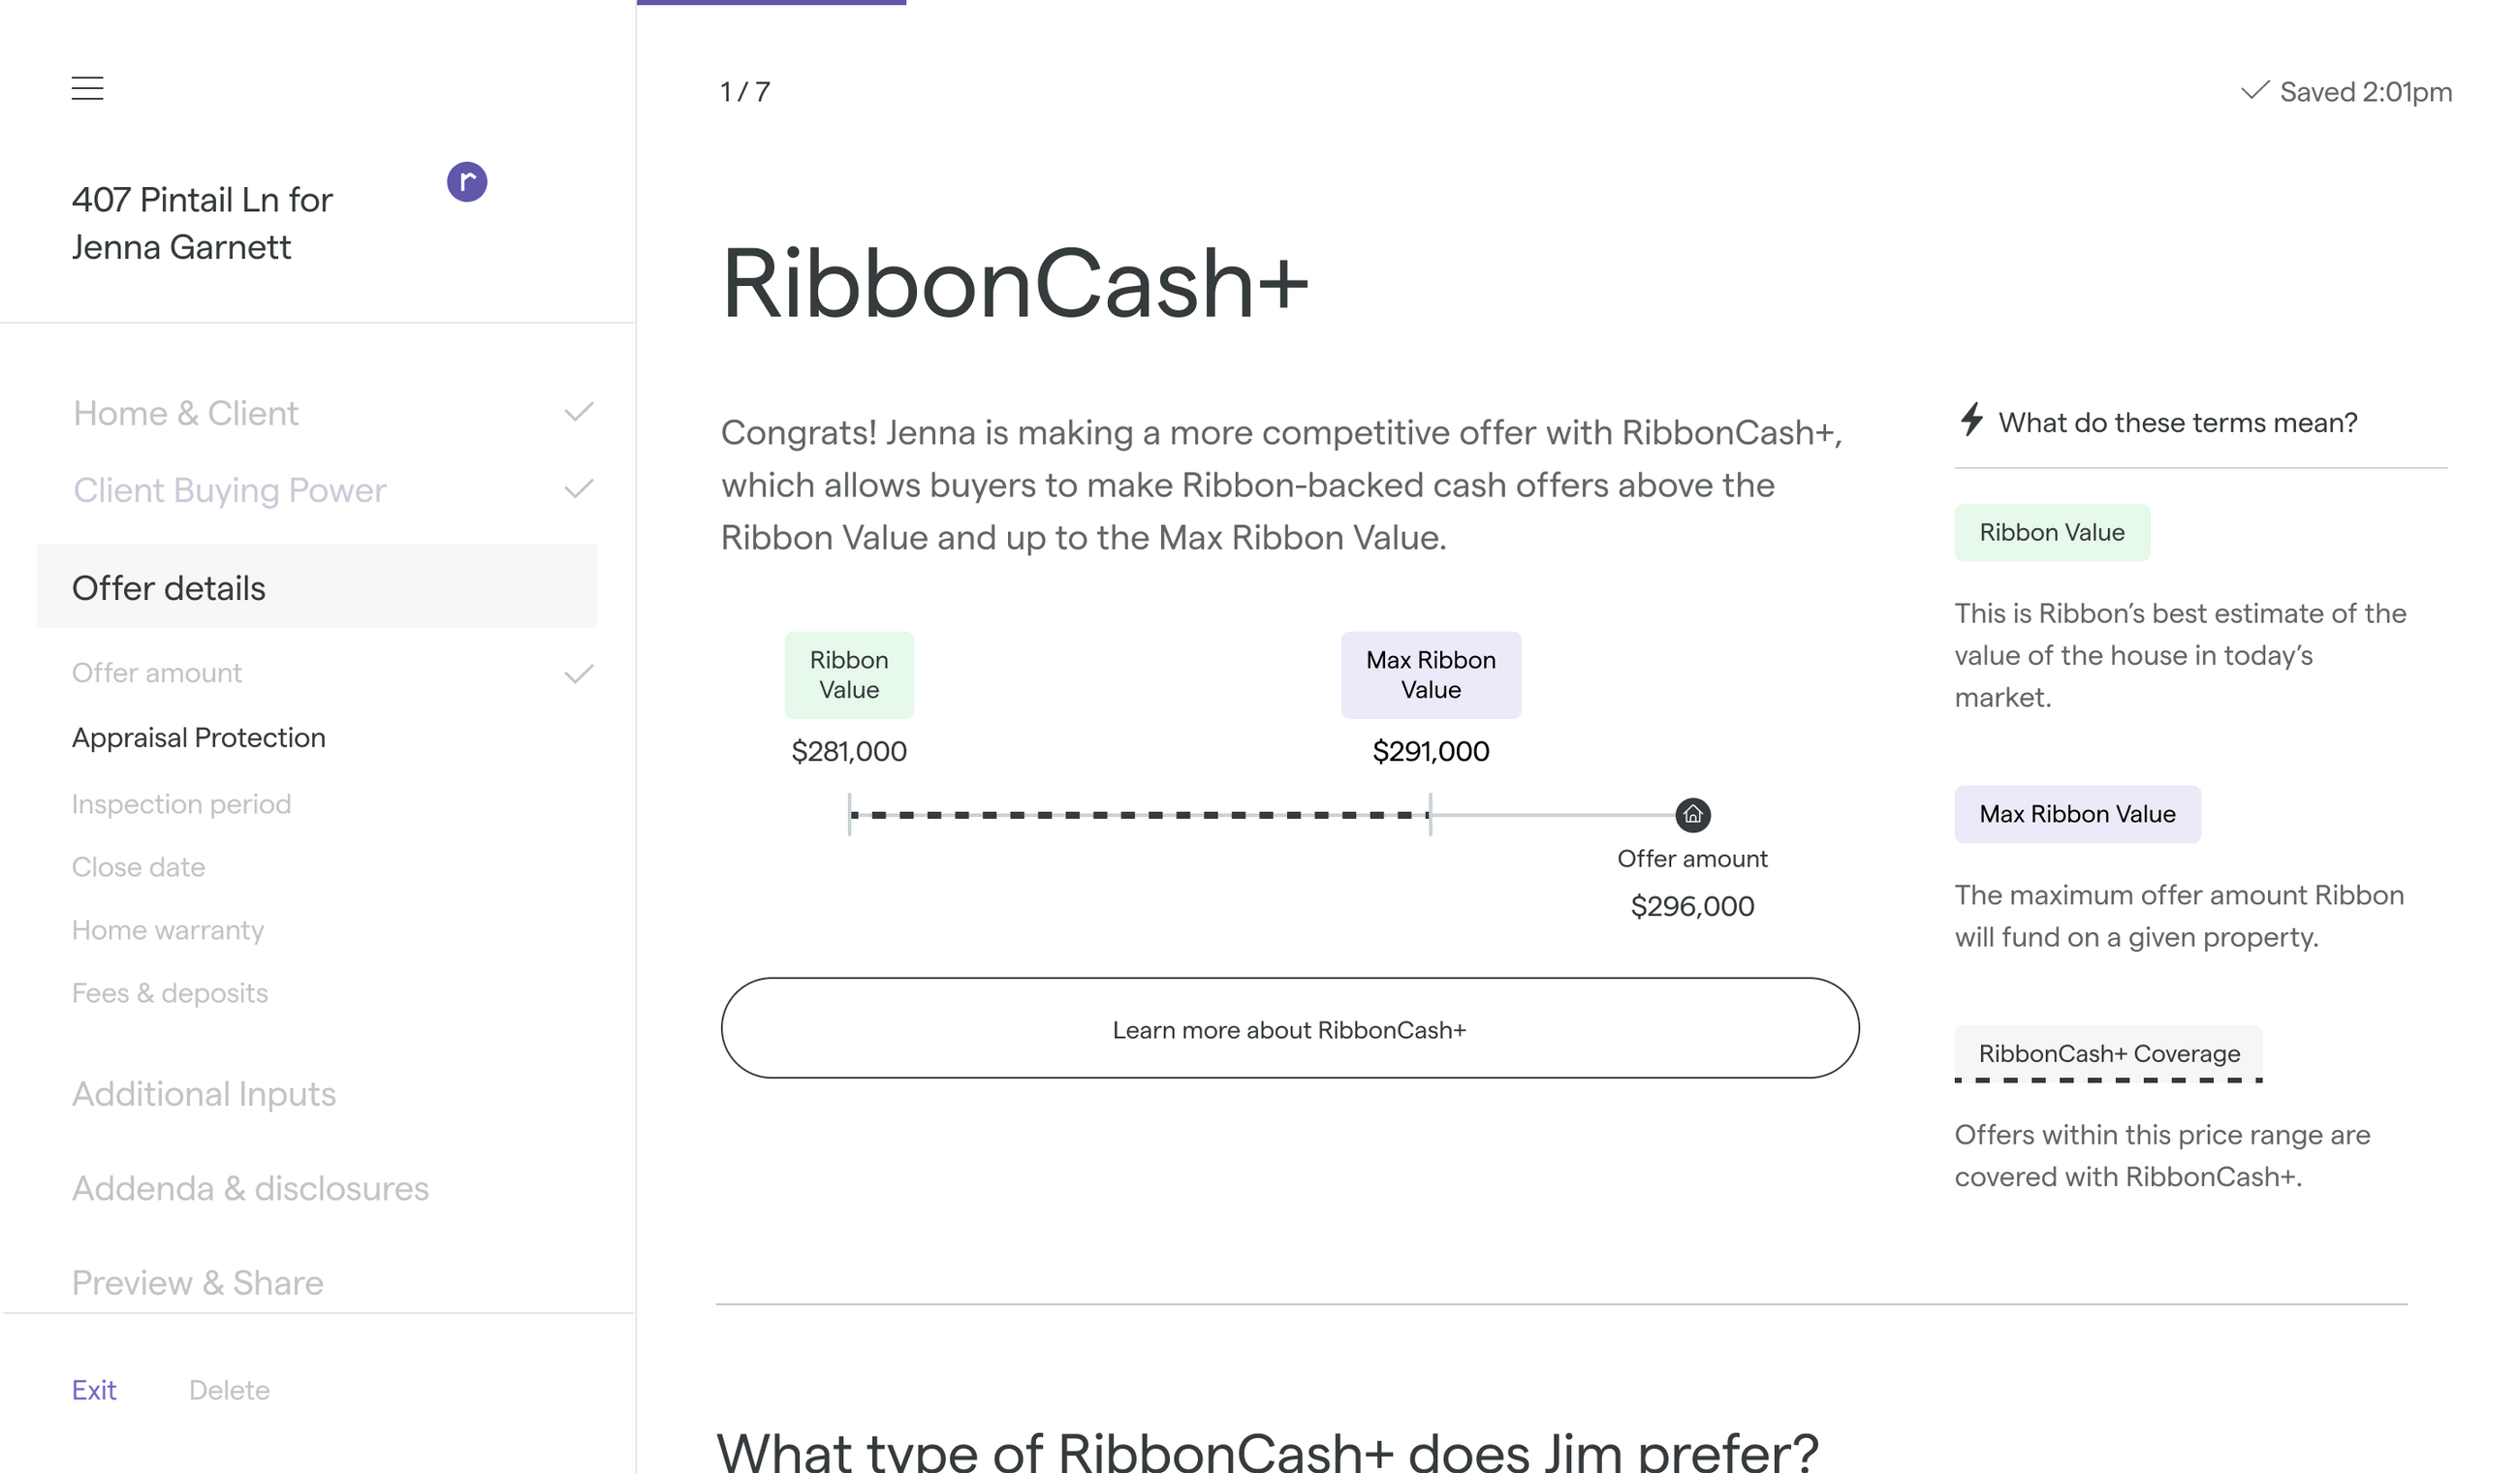 407 Pintail Ln for
Jenna Garnett
r
Home & Client
Client Buying Power
Offer details
Offer amount
Appraisal Protection
Inspection period
Close date
Home warranty
Fees & deposits
Additional Inputs
Addenda & disclosures
Preview & Share
Exit
Delete
1 / 7
Saved 2:01pm
RibbonCash+
Congrats! Jenna is making a more competitive offer with RibbonCash+,
which allows buyers to make Ribbon-backed cash offers above the
Ribbon Value and up to the Max Ribbon Value.
Ribbon
Value
$281,000
Max Ribbon
Value
$291,000
Offer amount
$296,000
Learn more about RibbonCash+
What do these terms mean?
Ribbon Value
This is Ribbon’s best estimate of the
value of the house in today’s
market.
Max Ribbon Value
The maximum offer amount Ribbon
will fund on a given property.
RibbonCash+ Coverage
Offers within this price range are
covered with RibbonCash+.
What type of RibbonCash+ does Jim prefer?